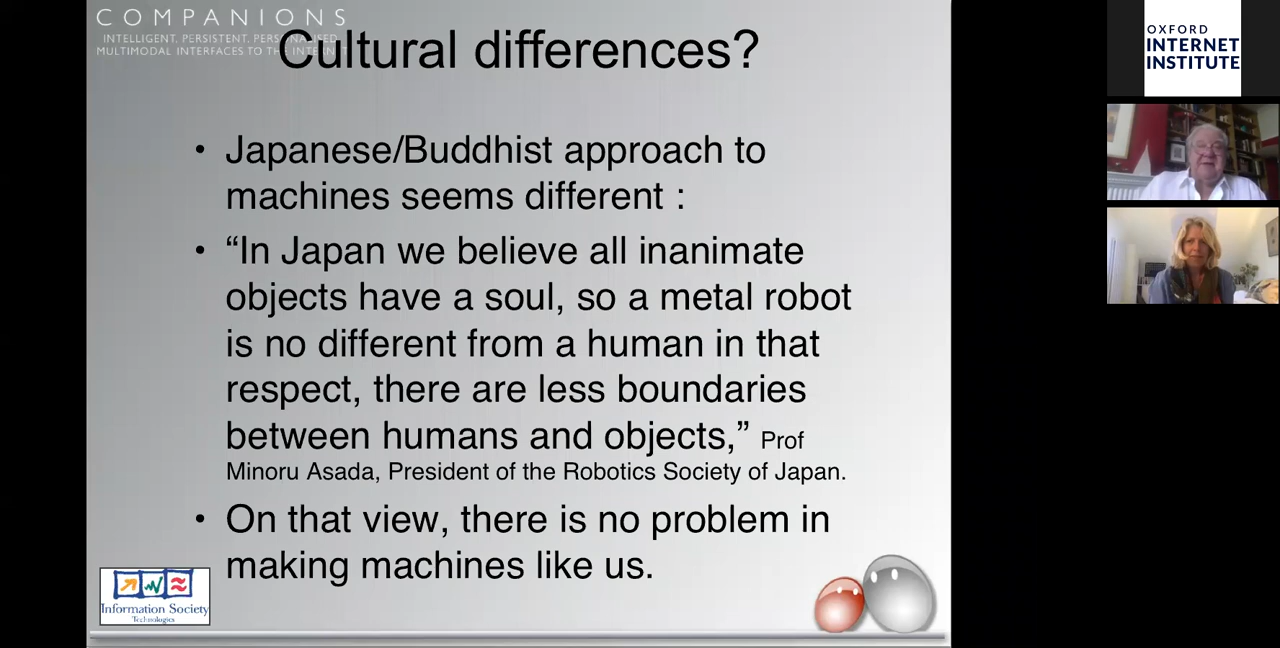 COMPANIONS
INTELLIGENT. PERSISTENT. PERSONALISED
MULTIMODAL INTERFACES TO THE INTERNET
Cultural differences?
• Japanese/Buddhist approach to
machines seems different :
• “In Japan we believe all inanimate
objects have a soul, so a metal robot
is no different from a human in that
respect, there are less boundaries
between humans and objects,” Prof
Minoru Asada, President of the Robotics Society of Japan.
• On that view, there is no problem in
making machines like us.
Information Society
Technologies
OXFORD
INTERNET
INSTITUTE